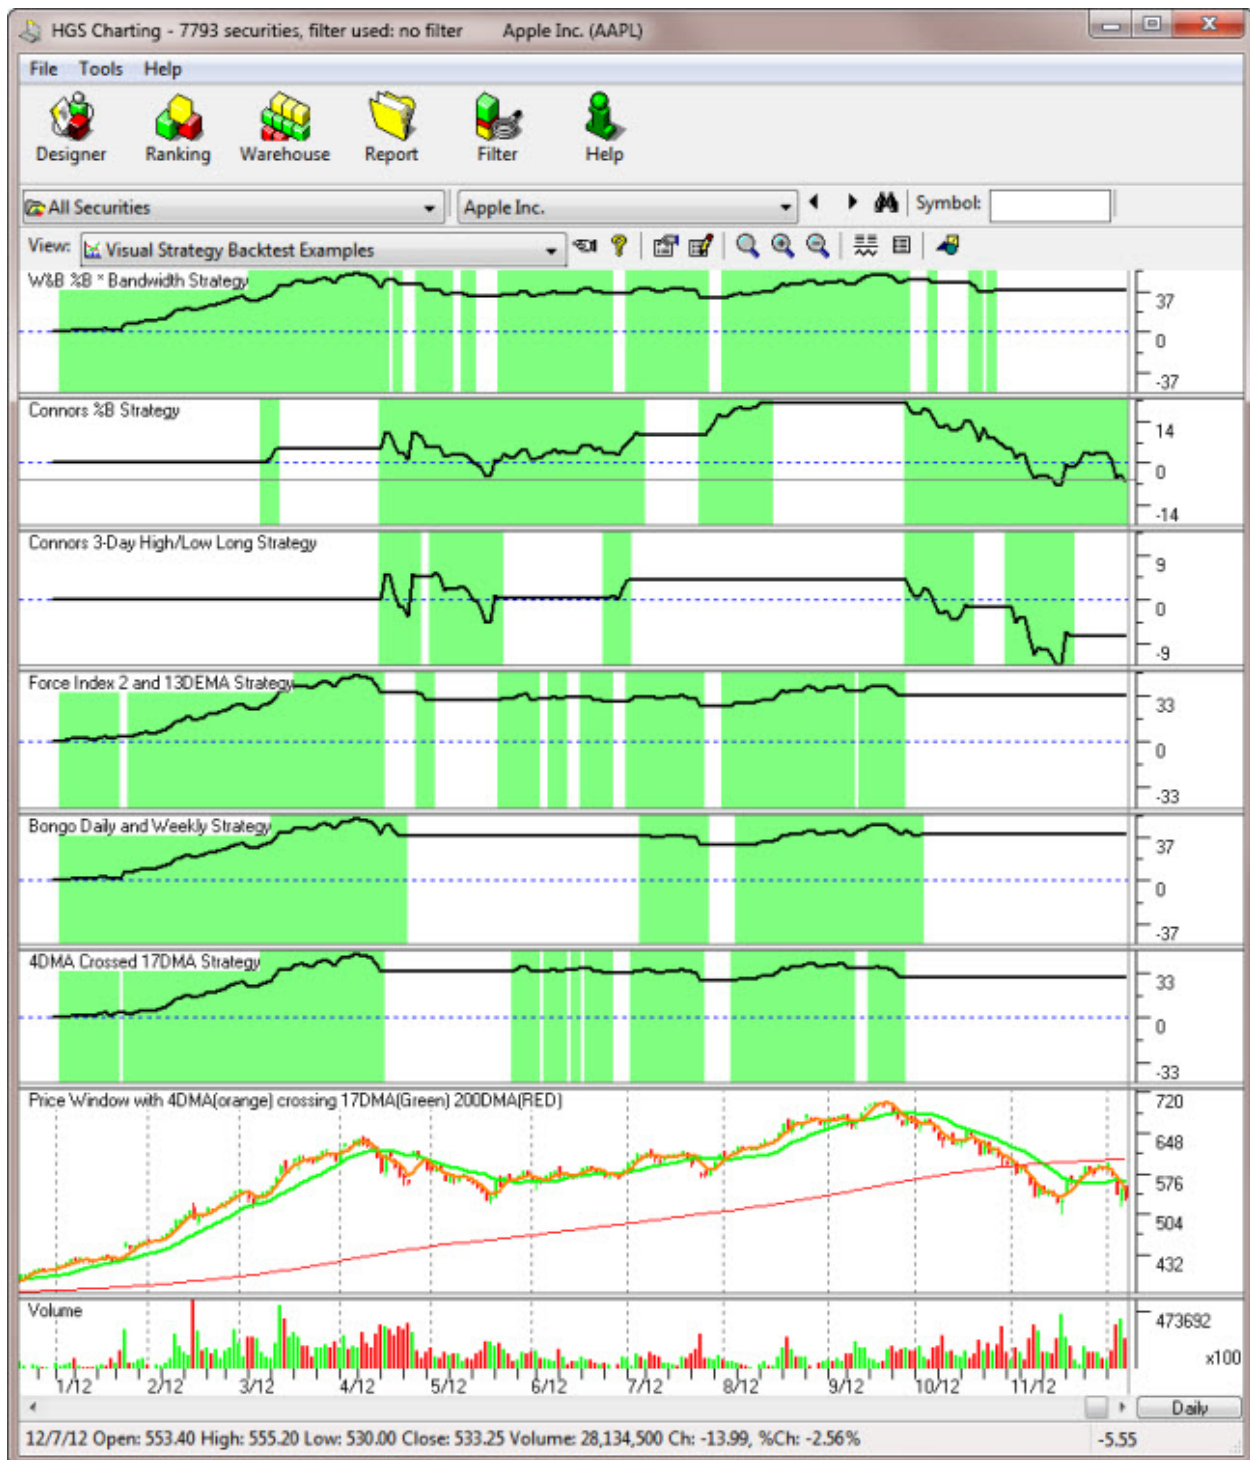 HGS Charting - 7793 securities, filter used: no filter Apple Inc. (AAPL)
File Tools Help
Designer Ranking Warehouse Report Filter Help
All Securities Apple Inc. Symbol:
View: Visual Strategy Backtest Examples
W&B %B * Bandwidth Strategy
37
0
-37
Connors %B Strategy
14
0
-14
Connors 3-Day High/Low Long Strategy
9
0
-9
Force Index 2 and 13DEMA Strategy
33
0
-33
Bongo Daily and Weekly Strategy
37
0
-37
4DMA Crossed 17DMA Strategy
33
0
-33
Price Window with 4DMA(orange) crossing 17DMA(Green) 200DMA(RED)
720
648
576
504
432
Volume
473692
x100
1/12 2/12 3/12 4/12 5/12 6/12 7/12 8/12 9/12 10/12 11/12
Daily
12/7/12 Open: 553.40 High: 555.20 Low: 530.00 Close: 533.25 Volume: 28,134,500 Ch: -13.99, %Ch: -2.56% -5.55